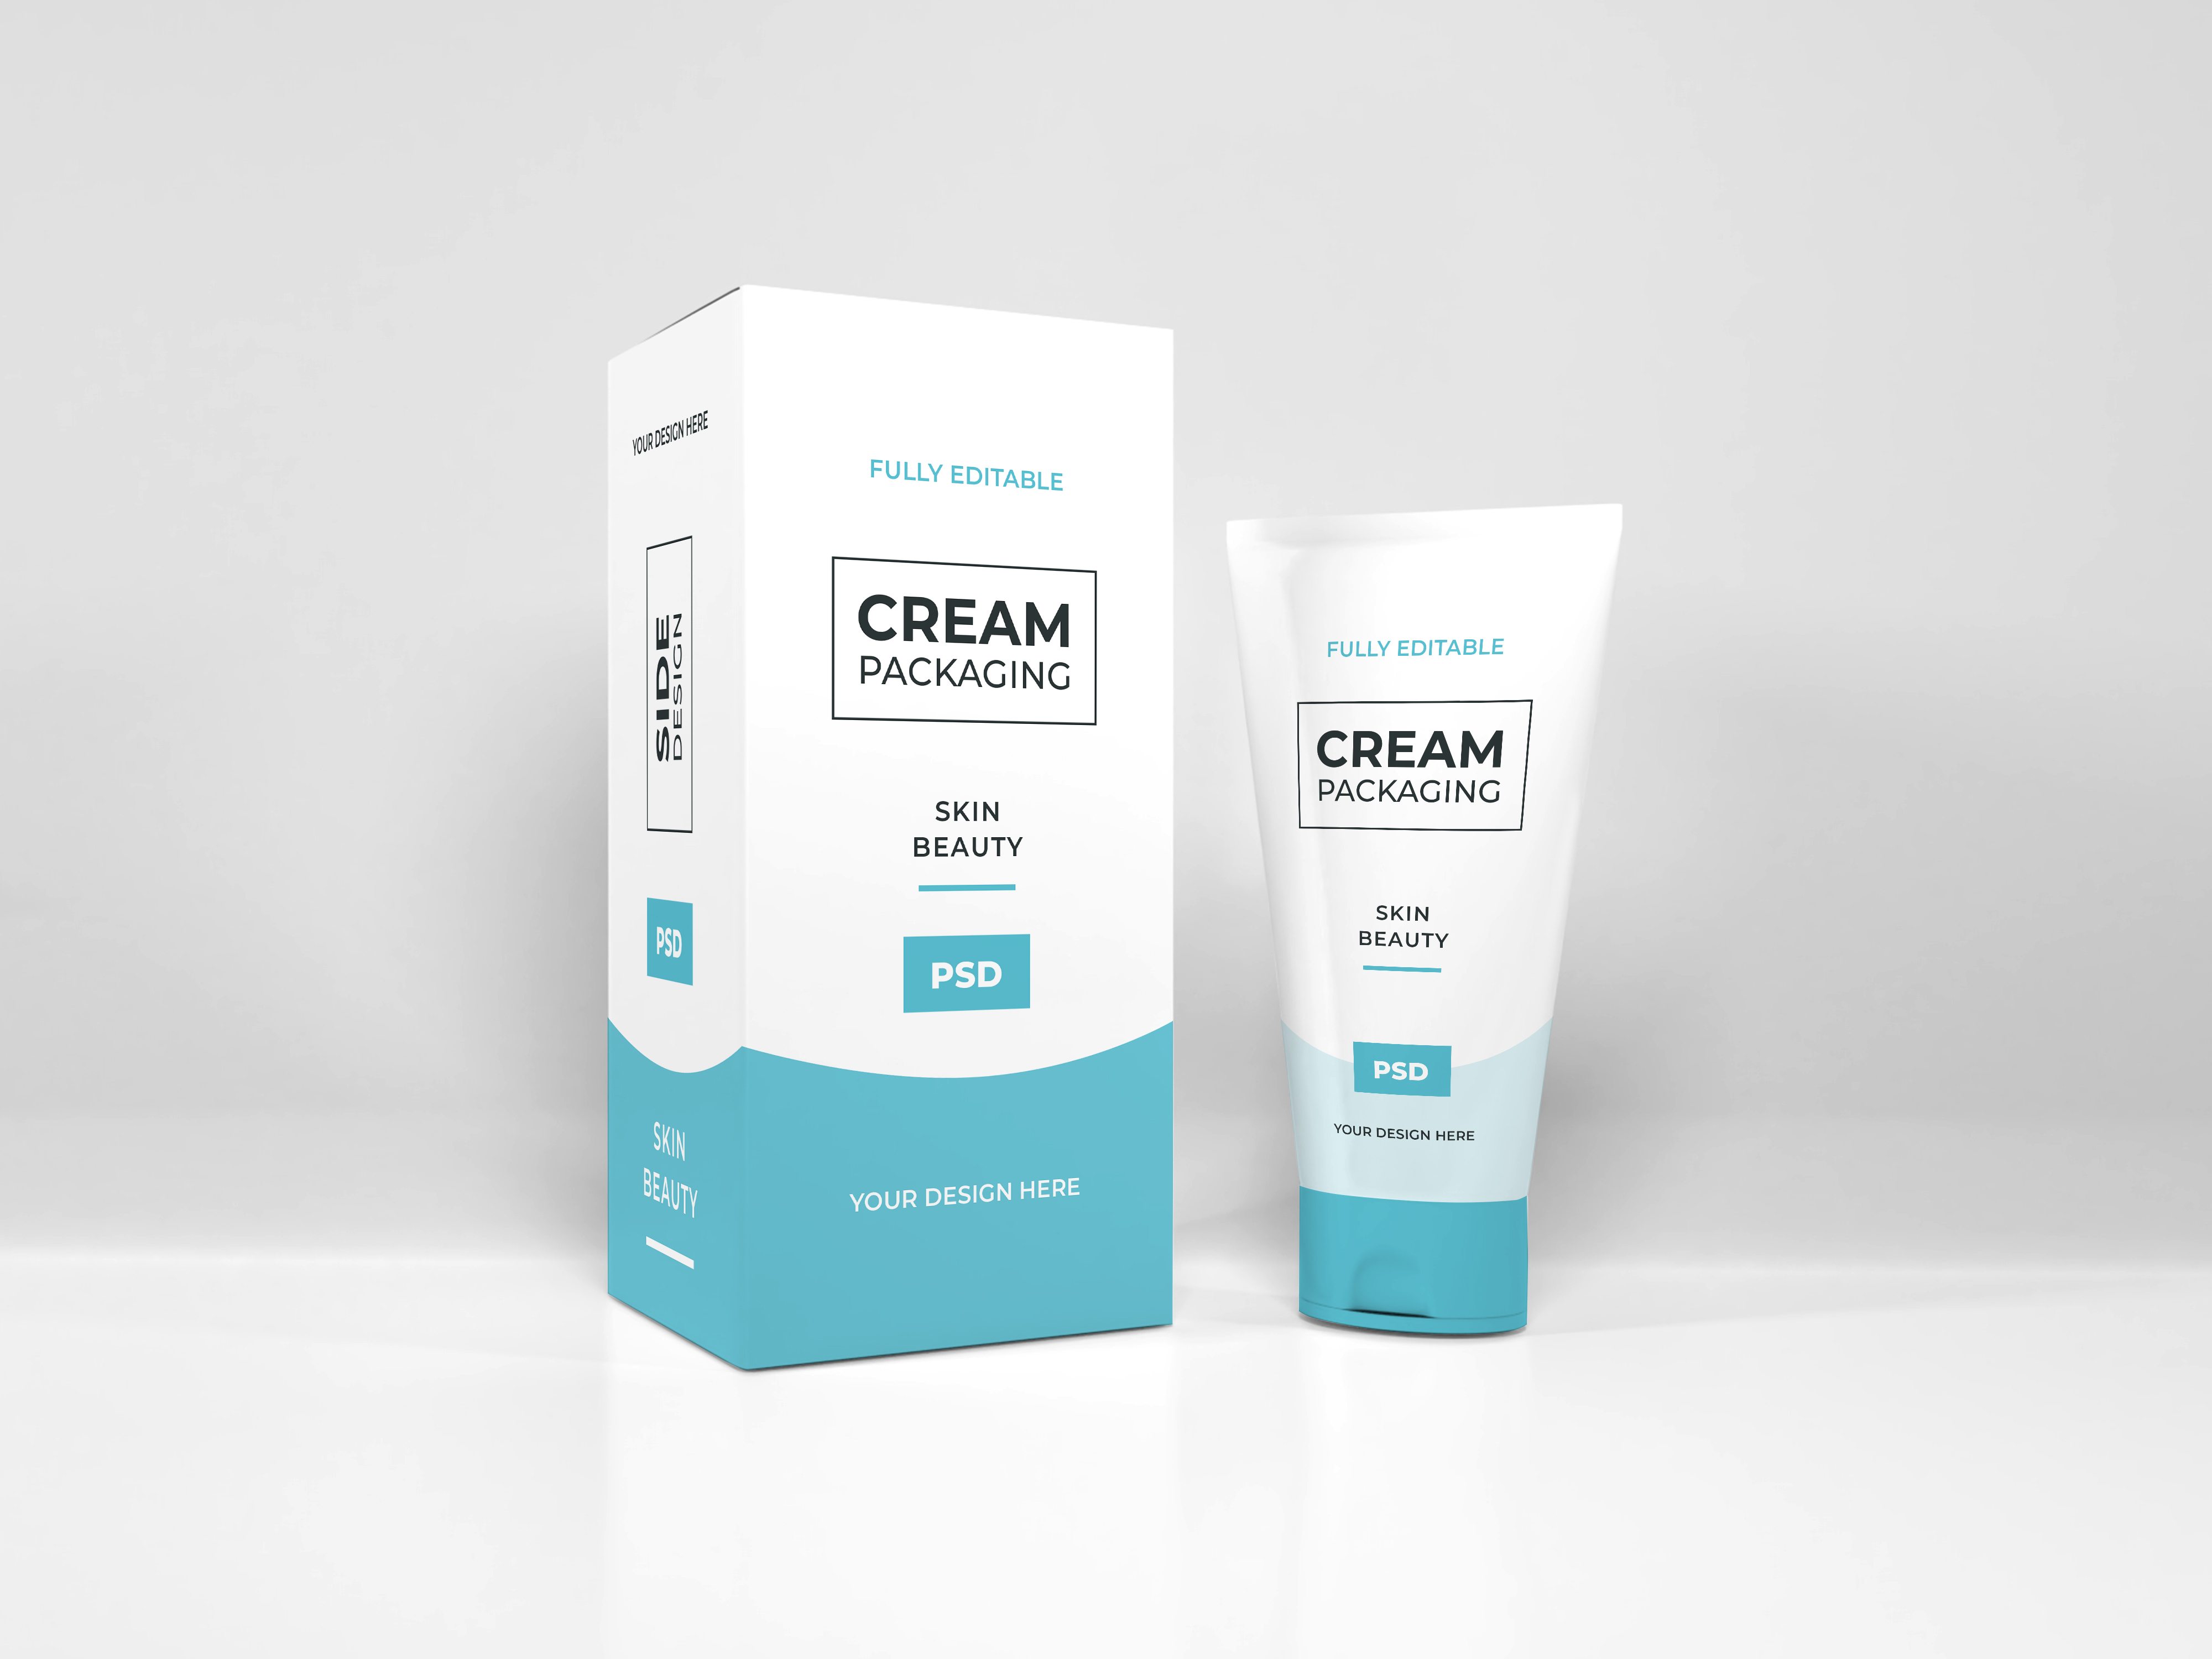 YOUR DESIGN HERE
SIDE
DESIGN
PSD
SKIN
BEAUTY
FULLY EDITABLE
CREAM
PACKAGING
SKIN
BEAUTY
PSD
YOUR DESIGN HERE
FULLY EDITABLE
CREAM
PACKAGING
SKIN
BEAUTY
PSD
YOUR DESIGN HERE